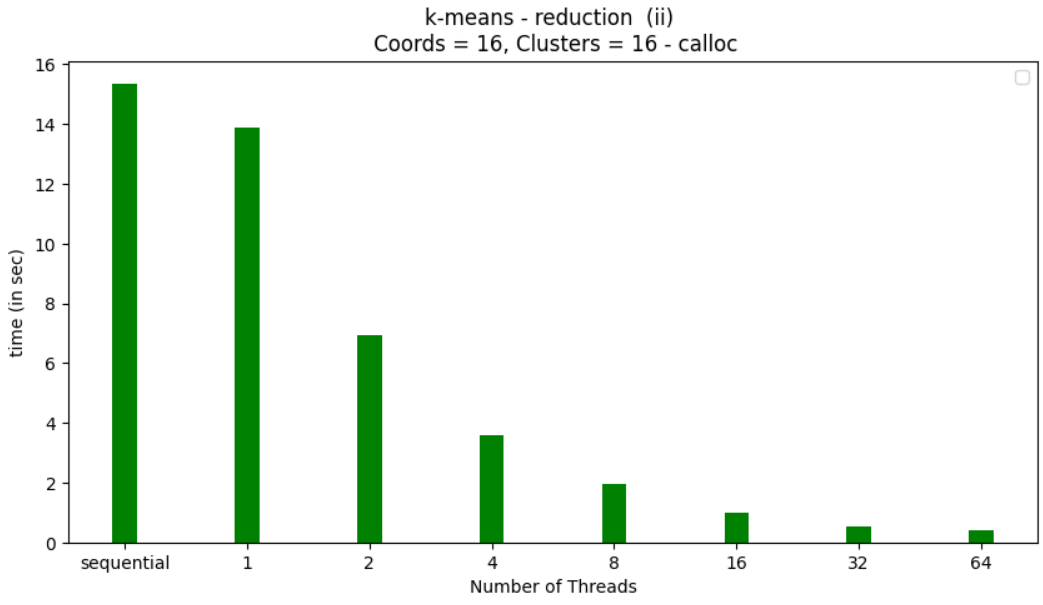 k-means - reduction  (ii)
Coords = 16, Clusters = 16 - calloc
16
14
12
10
8
6
4
2
0
time (in sec)
sequential 1 2 4 8 16 32 64
Number of Threads